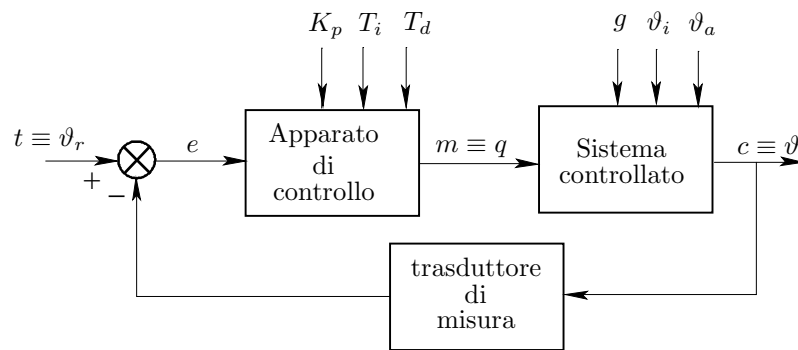 K_p T_i T_d
g ϑ_i ϑ_a
t ≡ ϑ_r
+
−
e
Apparato
di
controllo
m ≡ q
Sistema
controllato
c ≡ ϑ
trasduttore
di
misura